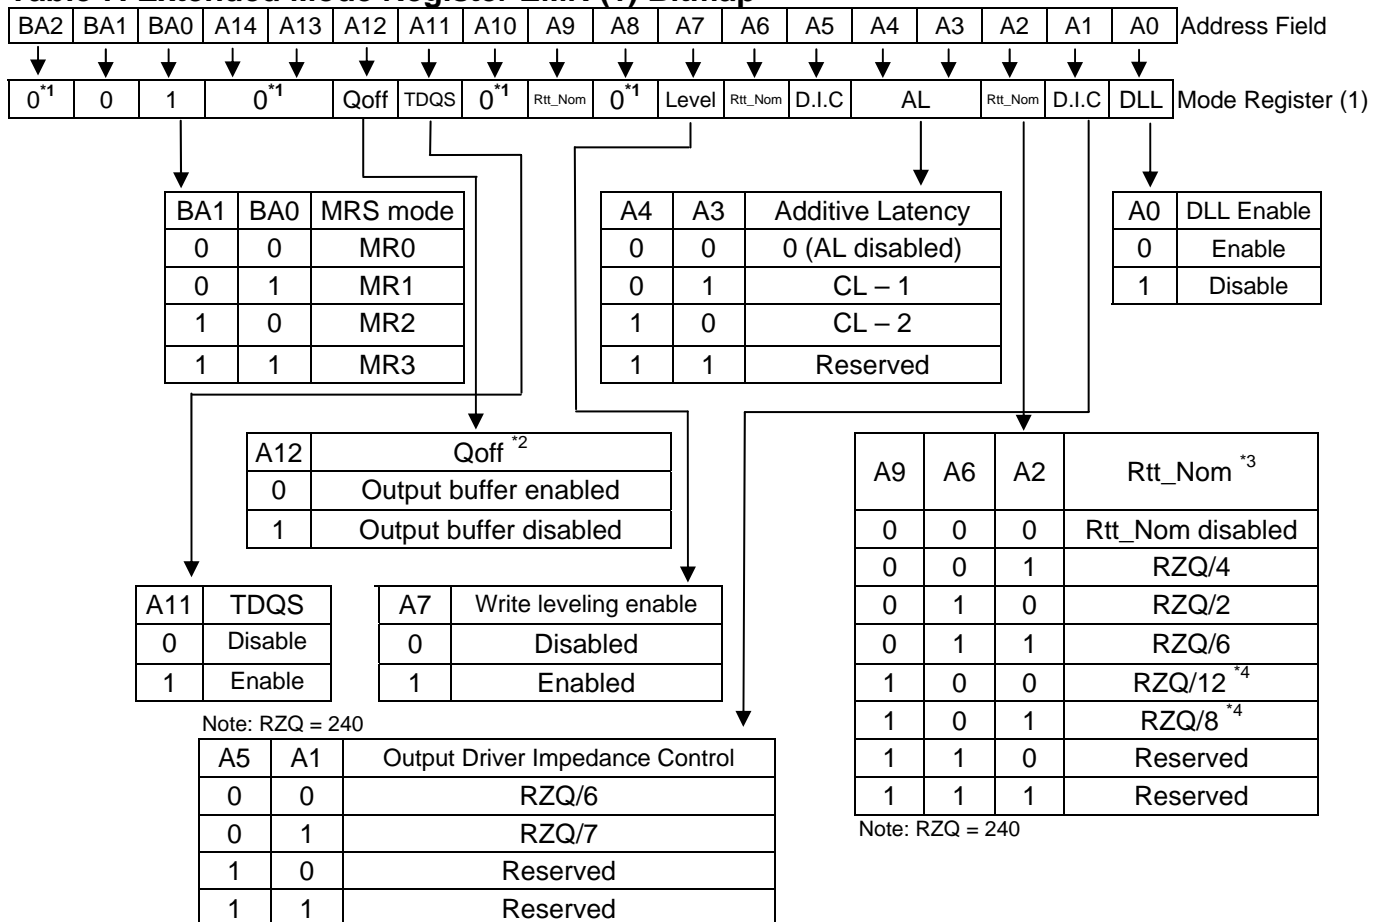 Table 7. Extended Mode Register EMR (1) Bitmap
BA2 BA1 BA0 A14 A13 A12 A11 A10 A9 A8 A7 A6 A5 A4 A3 A2 A1 A0 Address Field
0*1 0 1 0*1 Qoff TDQS 0*1 Rtt_Nom 0*1 Level Rtt_Nom D.I.C AL Rtt_Nom D.I.C DLL Mode Register (1)
BA1 BA0 MRS mode
0 0 MR0
0 1 MR1
1 0 MR2
1 1 MR3
A4 A3 Additive Latency
0 0 0 (AL disabled)
0 1 CL – 1
1 0 CL – 2
1 1 Reserved
A0 DLL Enable
0 Enable
1 Disable
A12 Qoff *2
0 Output buffer enabled
1 Output buffer disabled
A9 A6 A2 Rtt_Nom *3
0 0 0 Rtt_Nom disabled
0 0 1 RZQ/4
0 1 0 RZQ/2
0 1 1 RZQ/6
1 0 0 RZQ/12 *4
1 0 1 RZQ/8 *4
1 1 0 Reserved
1 1 1 Reserved
Note: RZQ = 240
A11 TDQS
0 Disable
1 Enable
A7 Write leveling enable
0 Disabled
1 Enabled
Note: RZQ = 240
A5 A1 Output Driver Impedance Control
0 0 RZQ/6
0 1 RZQ/7
1 0 Reserved
1 1 Reserved